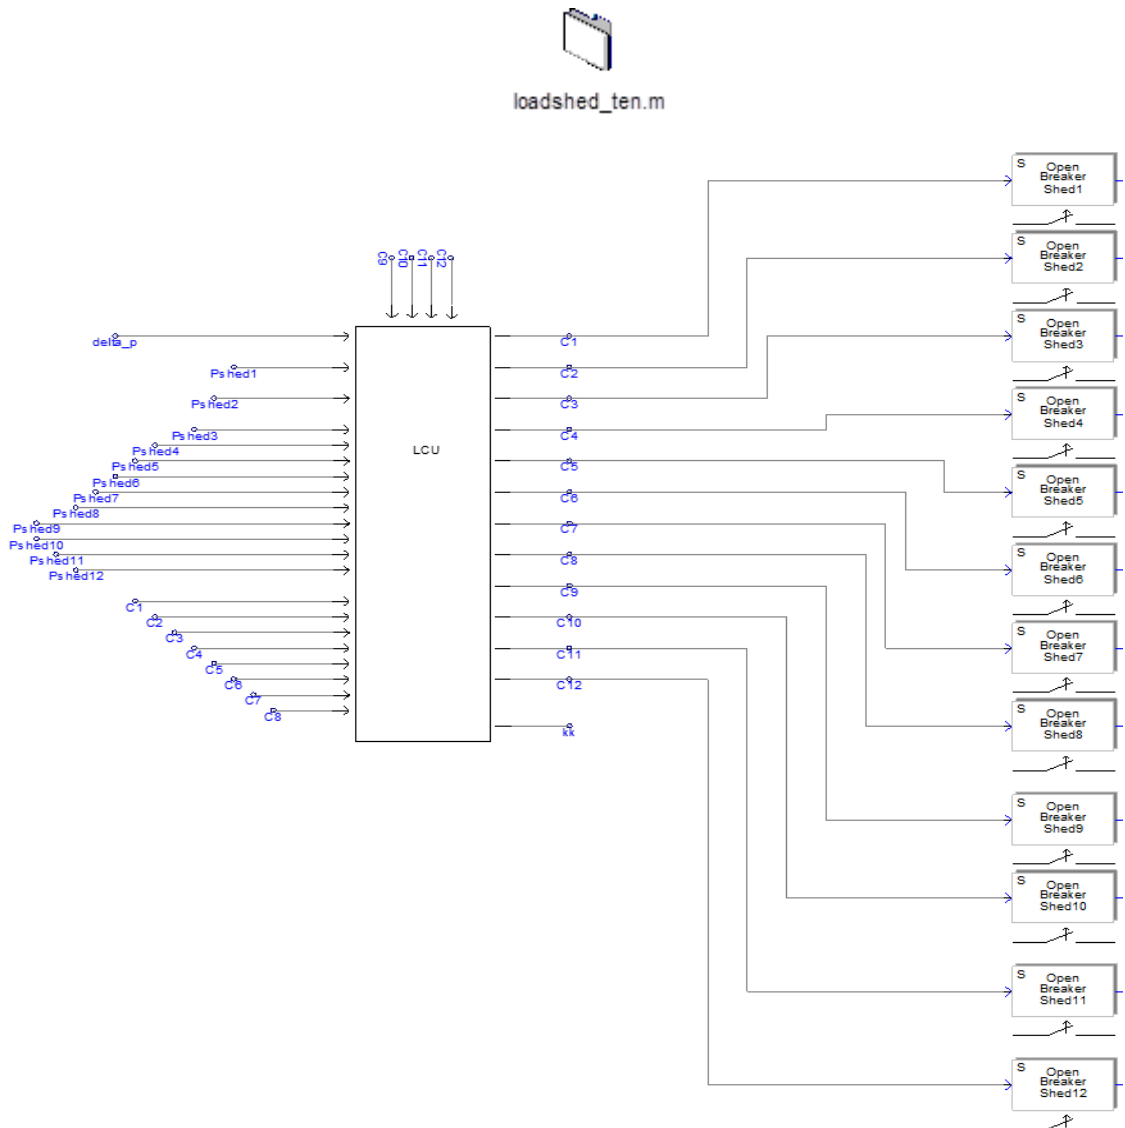 loadshed_ten.m
C9
C10
C11
C12
delta_p
Pshed1
Pshed2
Pshed3
Pshed4
Pshed5
Pshed6
Pshed7
Pshed8
Pshed9
Pshed10
Pshed11
Pshed12
C1
C2
C3
C4
C5
C6
C7
C8
LCU
C1
C2
C3
C4
C5
C6
C7
C8
C9
C10
C11
C12
kk
S
Open
Breaker
Shed1
S
Open
Breaker
Shed2
S
Open
Breaker
Shed3
S
Open
Breaker
Shed4
S
Open
Breaker
Shed5
S
Open
Breaker
Shed6
S
Open
Breaker
Shed7
S
Open
Breaker
Shed8
S
Open
Breaker
Shed9
S
Open
Breaker
Shed10
S
Open
Breaker
Shed11
S
Open
Breaker
Shed12